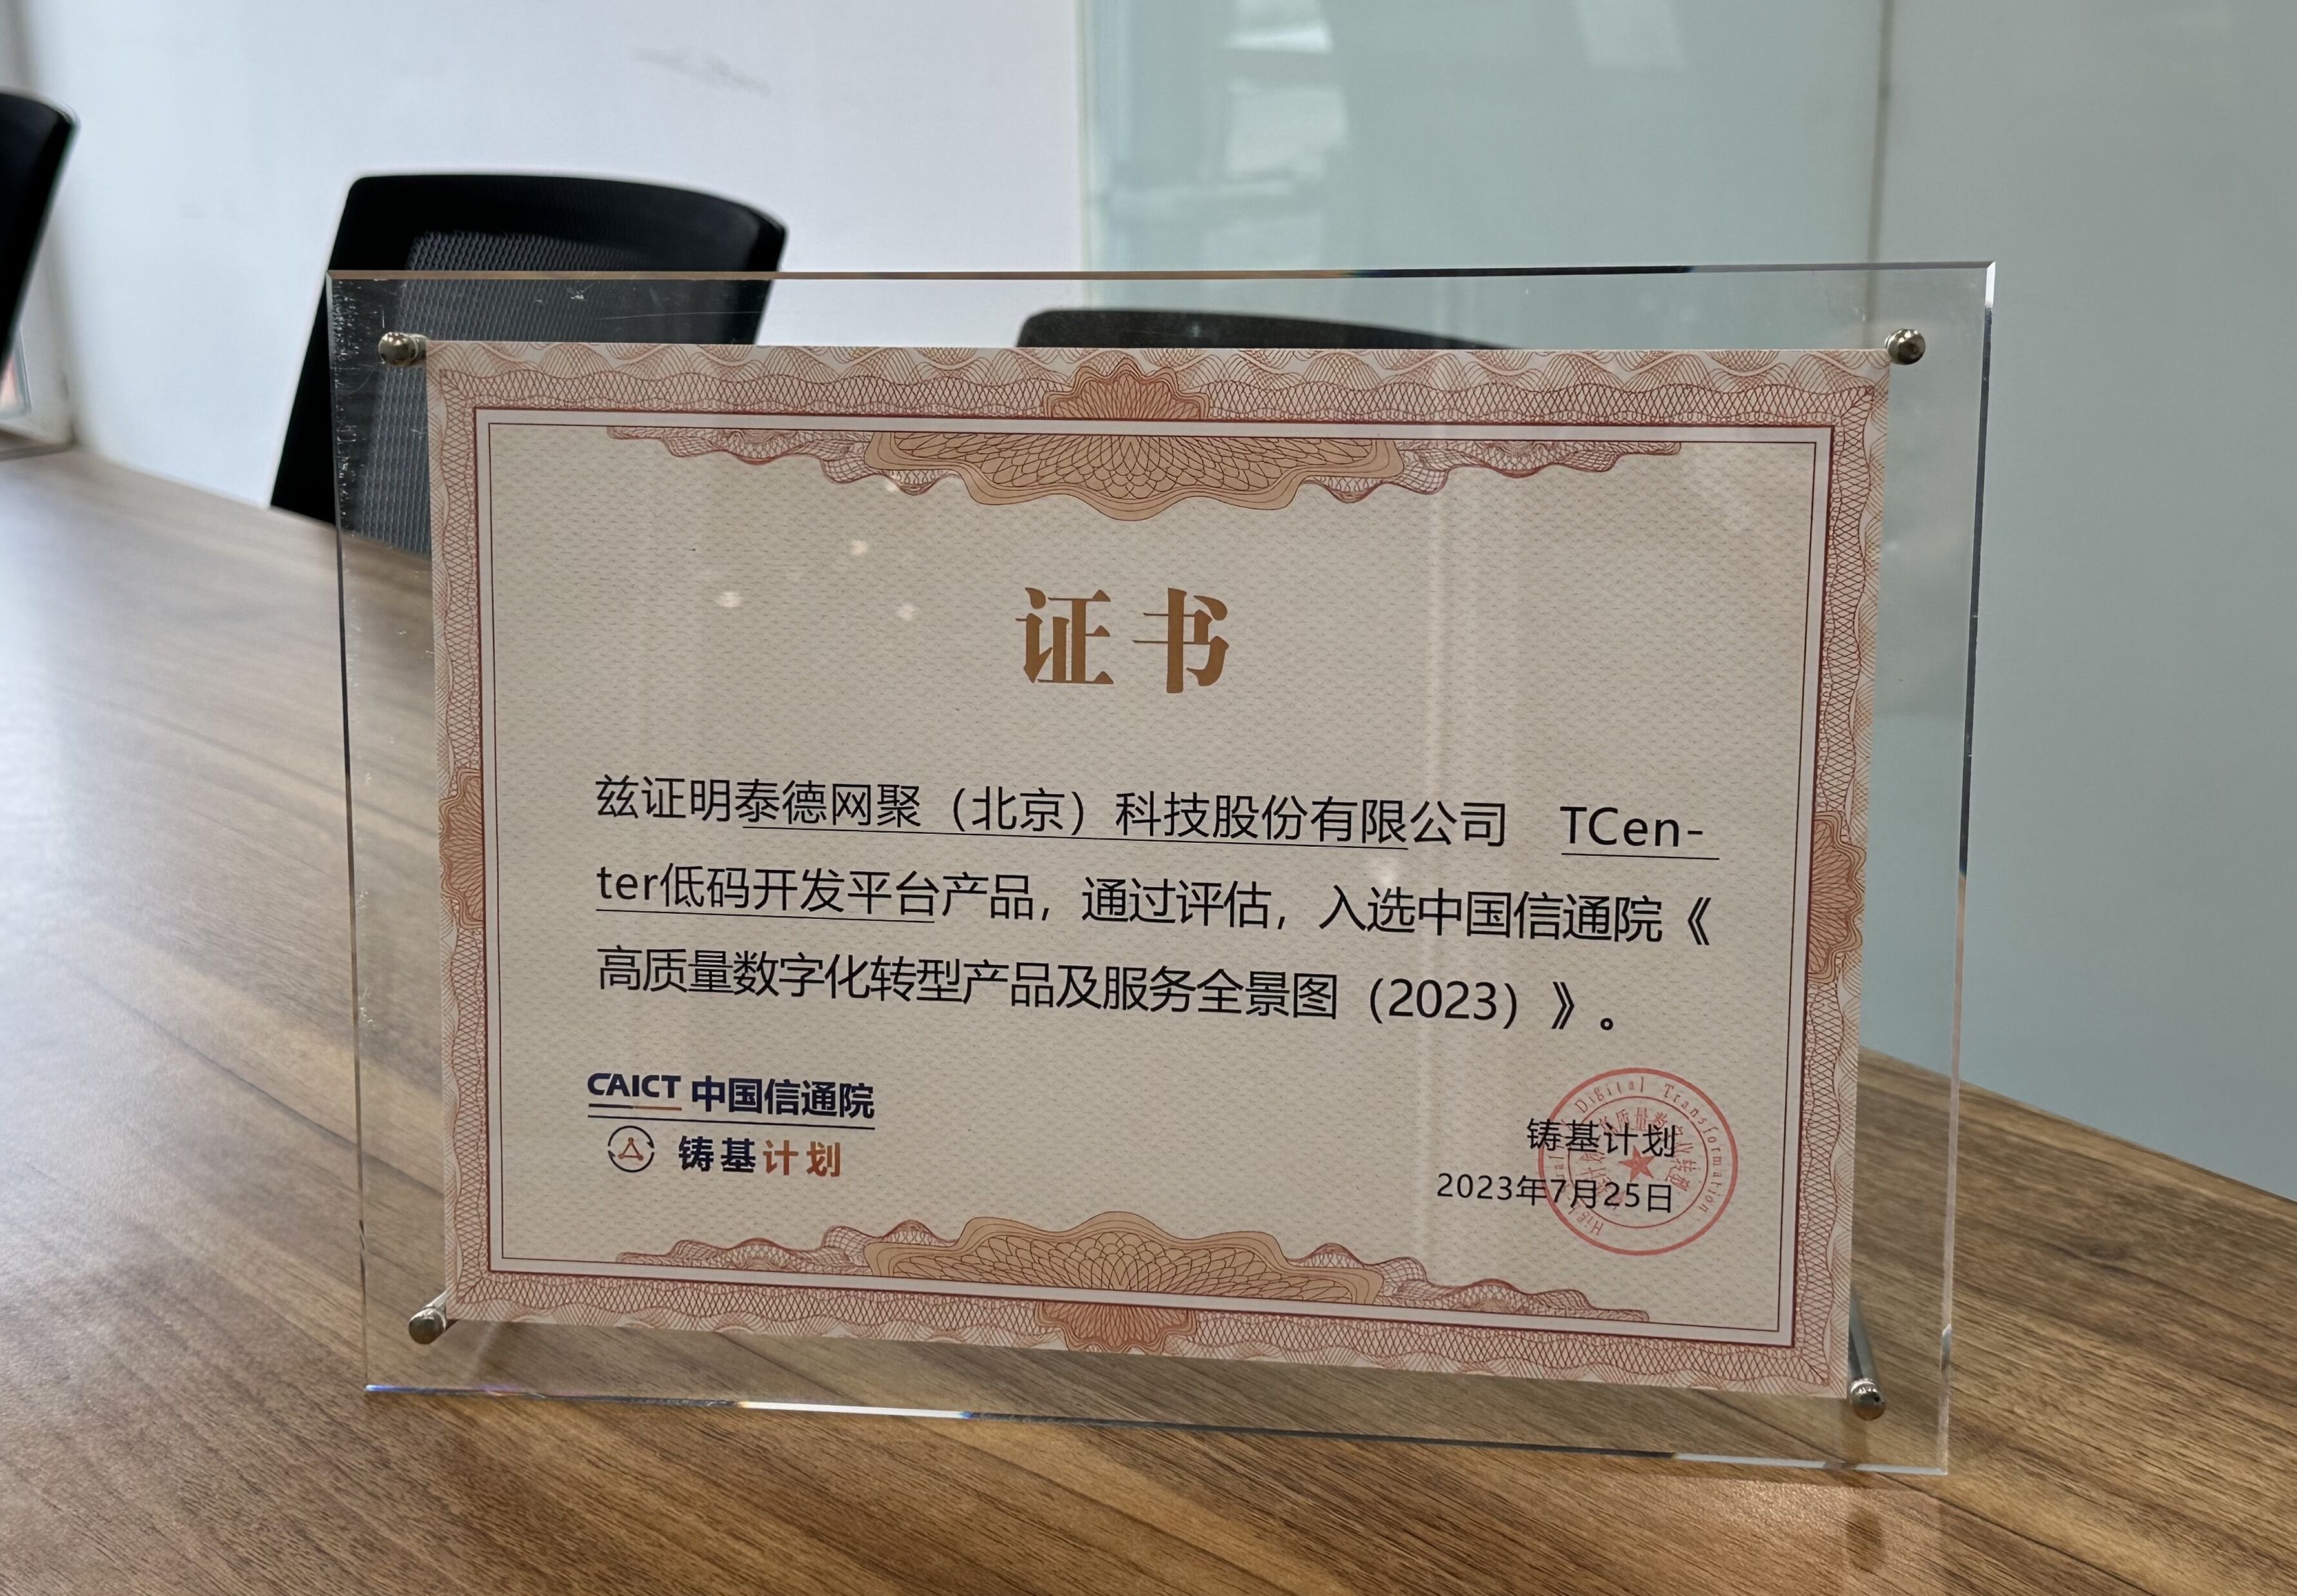 证书
兹证明泰德网聚（北京）科技股份有限公司 TCen-
ter低码开发平台产品，通过评估，入选中国信通院《
高质量数字化转型产品及服务全景图（2023）》。
CAICT 中国信通院
铸基计划
铸基计划
2023年7月25日
Digital Transformation